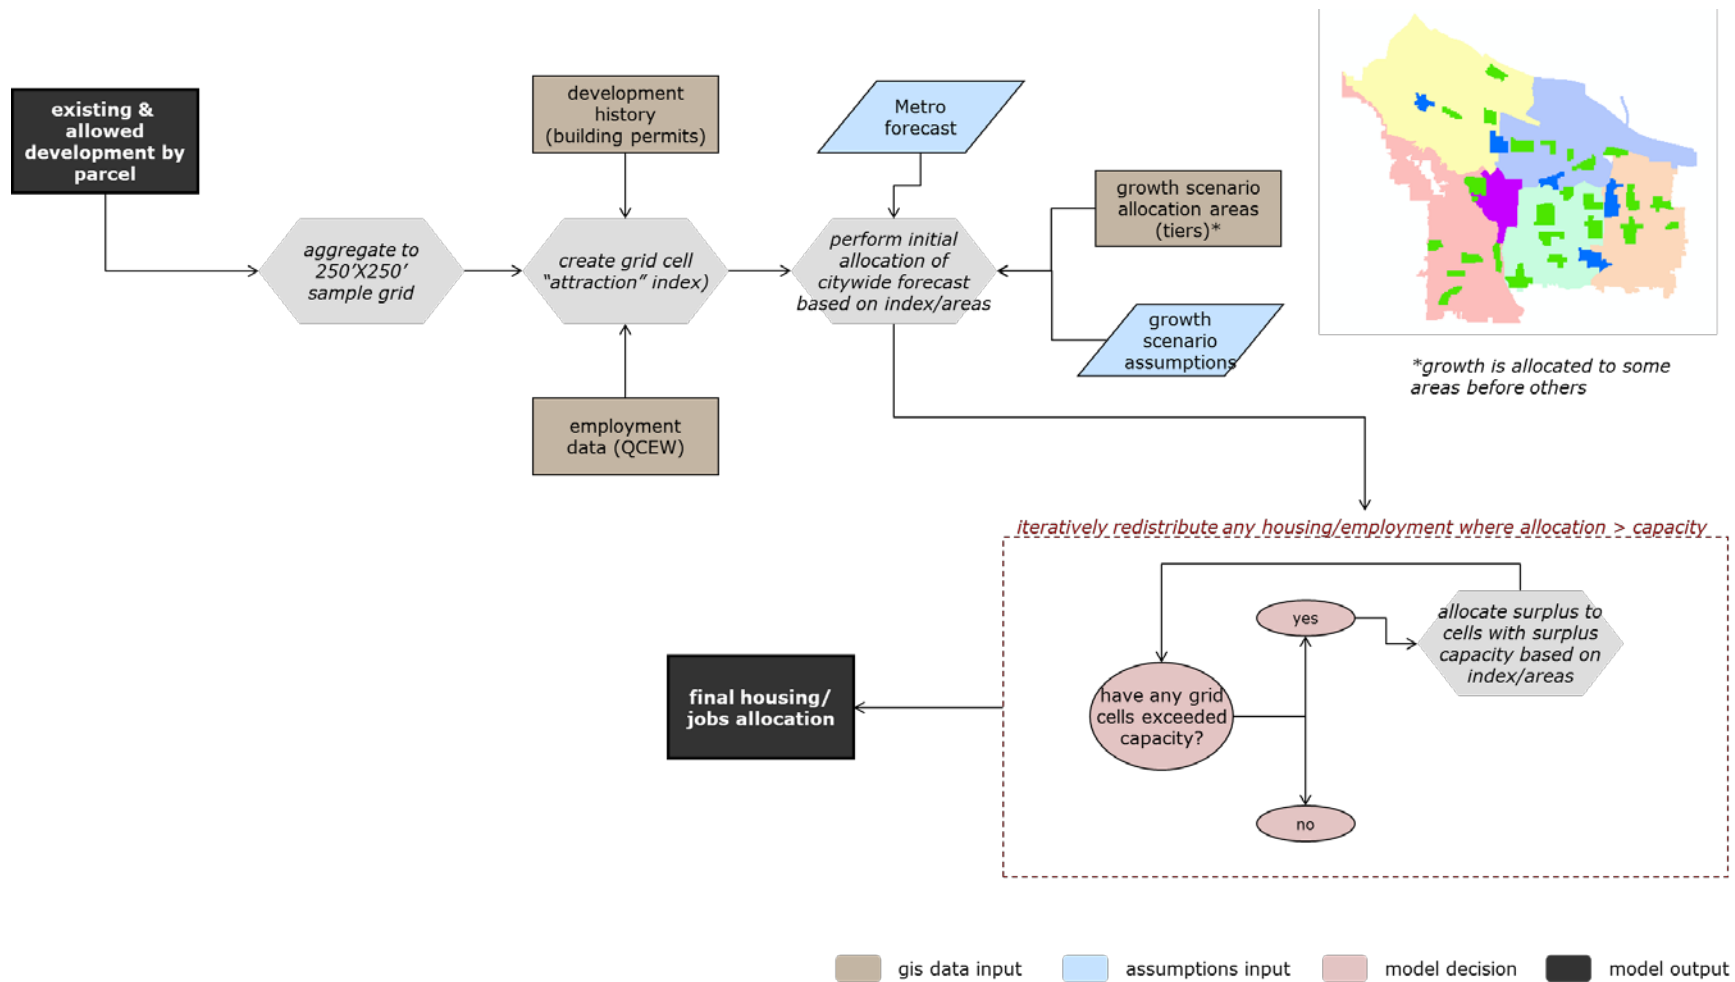 existing &
allowed
development by
parcel
aggregate to
250’X250’
sample grid
development
history
(building permits)
create grid cell
“attraction” index)
employment
data (QCEW)
Metro
forecast
perform initial
allocation of
citywide forecast
based on index/areas
growth scenario
allocation areas
(tiers)*
growth
scenario
assumptions
*growth is allocated to some
areas before others
iteratively redistribute any housing/employment where allocation > capacity
have any grid
cells exceeded
capacity?
yes
no
allocate surplus to
cells with surplus
capacity based on
index/areas
final housing/
jobs allocation
gis data input
assumptions input
model decision
model output